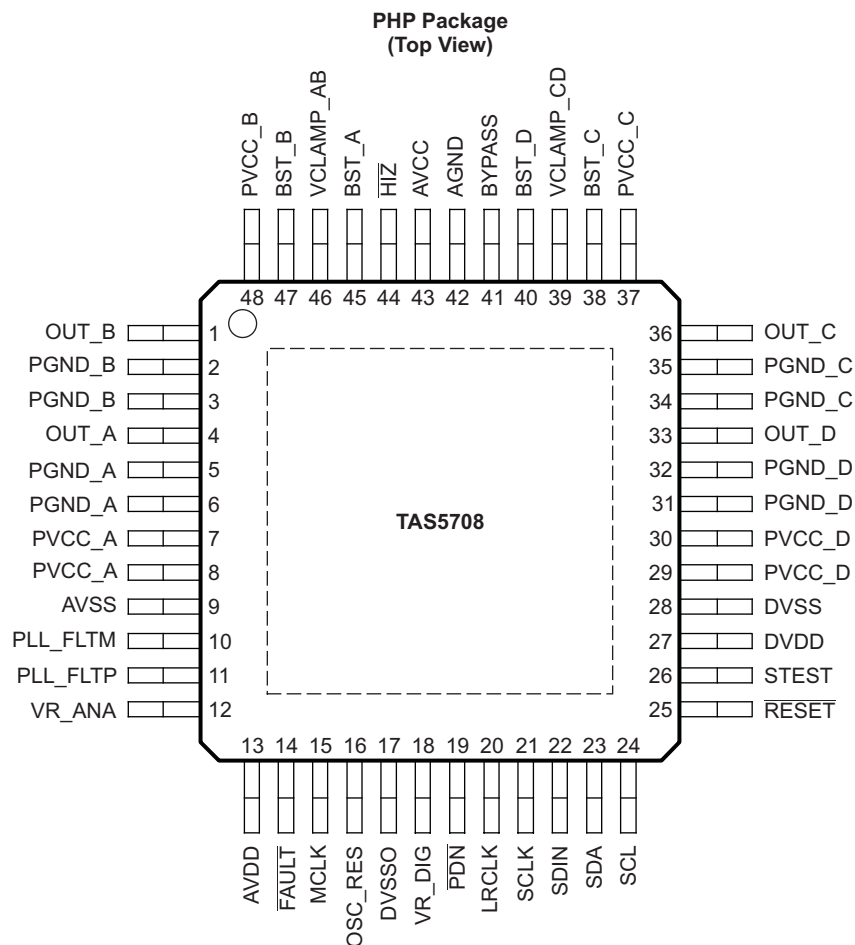 PHP Package
(Top View)
PVCC_B
BST_B
VCLAMP_AB
BST_A
HIZ
AVCC
AGND
BYPASS
BST_D
VCLAMP_CD
BST_C
PVCC_C
48 47 46 45 44 43 42 41 40 39 38 37
OUT_B 1
PGND_B 2
PGND_B 3
OUT_A 4
PGND_A 5
PGND_A 6
PVCC_A 7
PVCC_A 8
AVSS 9
PLL_FLTM 10
PLL_FLTP 11
VR_ANA 12
TAS5708
36 OUT_C
35 PGND_C
34 PGND_C
33 OUT_D
32 PGND_D
31 PGND_D
30 PVCC_D
29 PVCC_D
28 DVSS
27 DVDD
26 STEST
25 RESET
13 14 15 16 17 18 19 20 21 22 23 24
AVDD
FAULT
MCLK
OSC_RES
DVSSO
VR_DIG
PDN
LRCLK
SCLK
SDIN
SDA
SCL